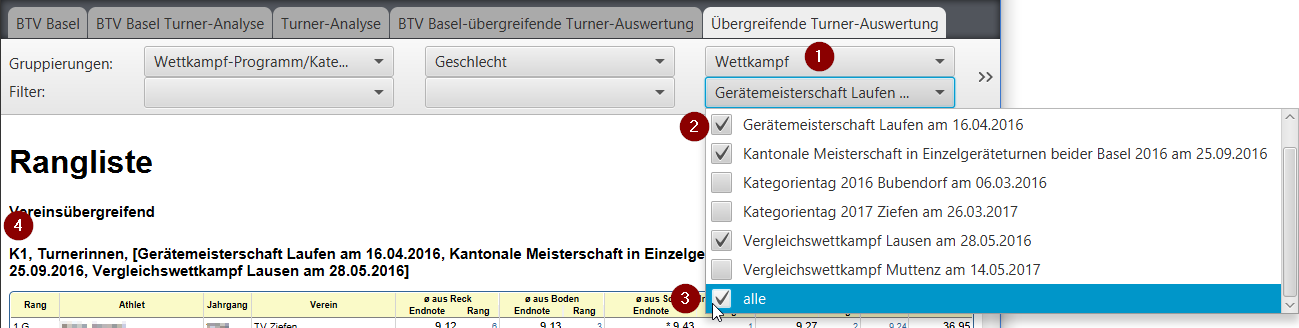 BTV Basel BTV Basel Turner-Analyse Turner-Analyse BTV Basel-übergreifende Turner-Auswertung Übergreifende Turner-Auswertung
Gruppierungen: Wettkampf-Programm/Kate... Geschlecht Wettkampf 1
Filter: Gerätemeisterschaft Laufen ...
2 Gerätemeisterschaft Laufen am 16.04.2016
Kantonale Meisterschaft in Einzelgeräteturnen beider Basel 2016 am 25.09.2016
Kategorientag 2016 Bubendorf am 06.03.2016
Kategorientag 2017 Ziefen am 26.03.2017
Vergleichswettkampf Lausen am 28.05.2016
Vergleichswettkampf Muttenz am 14.05.2017
3 alle
Rangliste
Vereinsübergreifend
4
K1, Turnerinnen, [Gerätemeisterschaft Laufen am 16.04.2016, Kantonale Meisterschaft in Einzelge
25.09.2016, Vergleichswettkampf Lausen am 28.05.2016]
Rang Athlet Jahrgang Verein ø aus Reck ø aus Boden ø aus
Endnote Rang Endnote Rang
1 G TV Ziefen 9.12 6 9.13 3 * 9.43 1 9.27 2 9.24 36.95